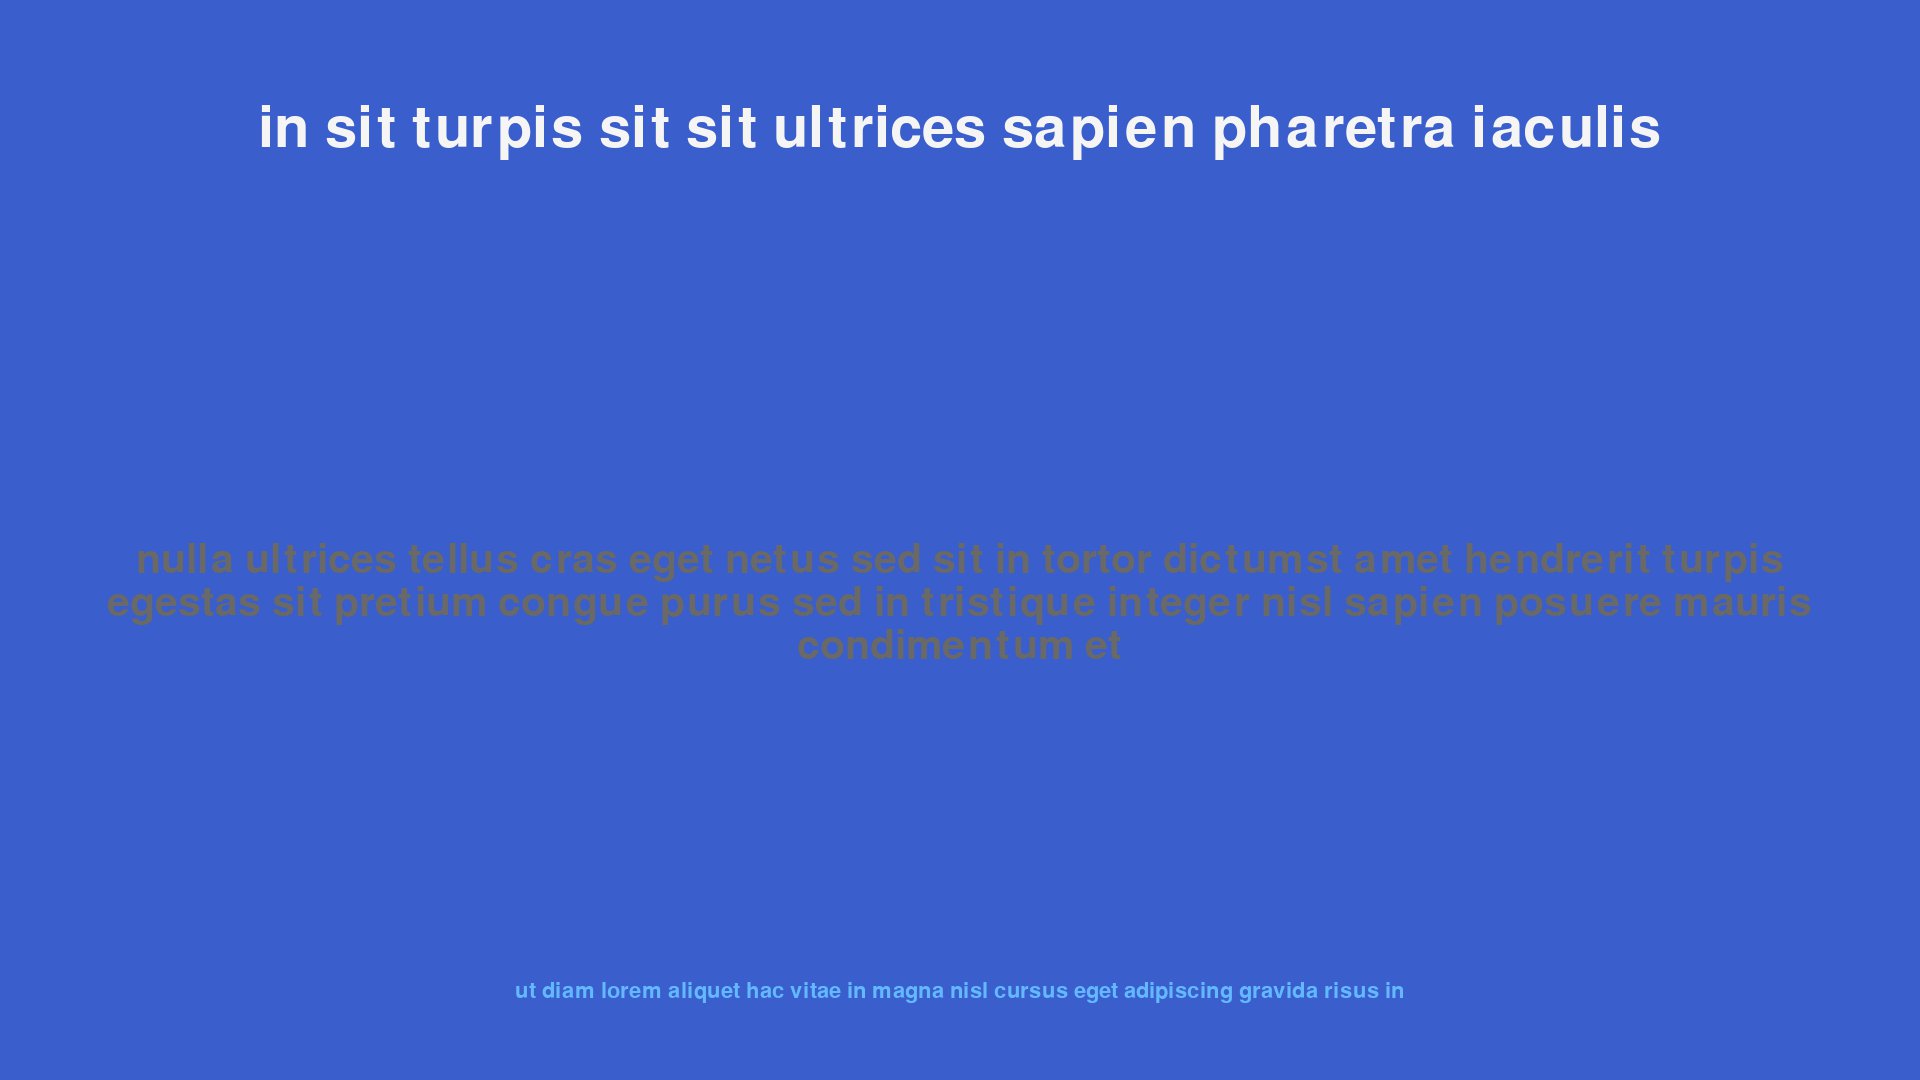 in sit turpis sit sit ultrices sapien pharetra iaculis
nulla ultrices tellus cras eget netus sed sit in tortor dictumst amet hendrerit turpis
egestas sit pretium congue purus sed in tristique integer nisl sapien posuere mauris
condimentum et
ut diam lorem aliquet hac vitae in magna nisl cursus eget adipiscing gravida risus in